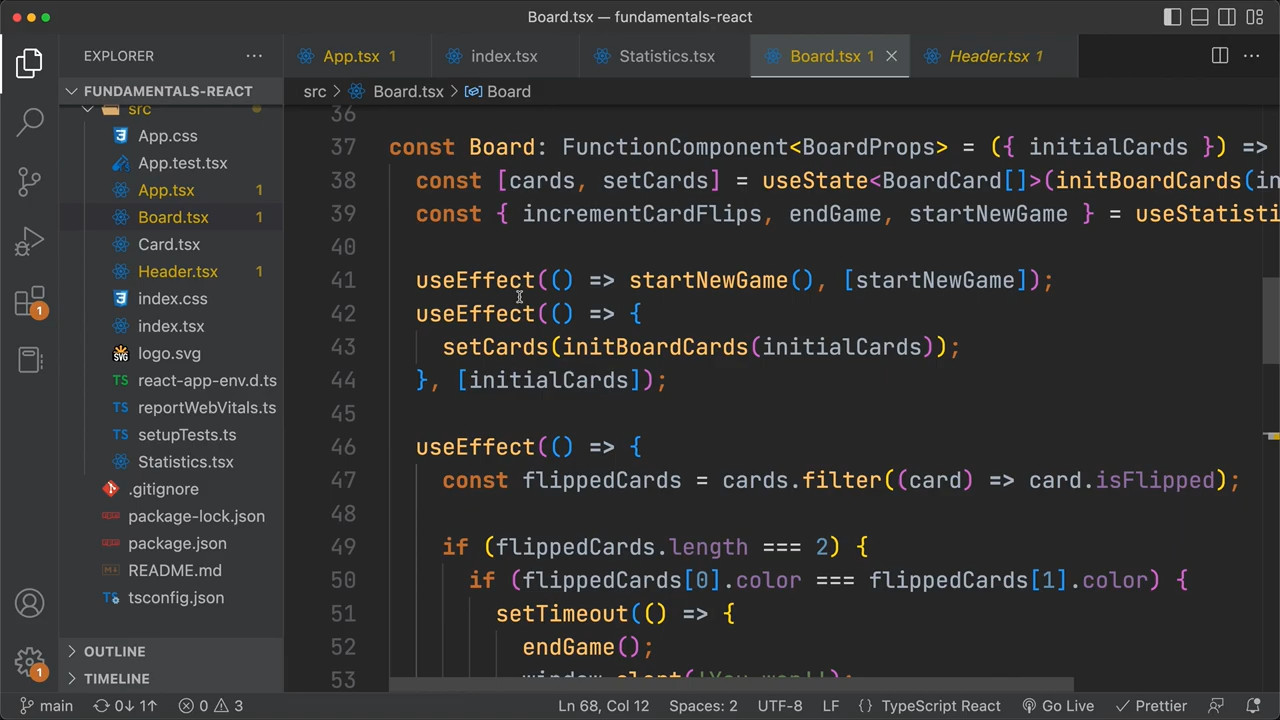 Board.tsx — fundamentals-react
EXPLORER
App.tsx 1
index.tsx
Statistics.tsx
Board.tsx 1
Header.tsx 1
FUNDAMENTALS-REACT
src
App.css
App.test.tsx
App.tsx 1
Board.tsx 1
Card.tsx
Header.tsx 1
index.css
index.tsx
logo.svg
react-app-env.d.ts
reportWebVitals.ts
setupTests.ts
Statistics.tsx
.gitignore
package-lock.json
package.json
README.md
tsconfig.json
OUTLINE
TIMELINE
1
1
src > Board.tsx > Board
36
37 const Board: FunctionComponent<BoardProps> = ({ initialCards }) =>
38 const [cards, setCards] = useState<BoardCard[]>(initBoardCards(in
39 const { incrementCardFlips, endGame, startNewGame } = useStatisti
40
41 useEffect(() => startNewGame(), [startNewGame]);
42 useEffect(() => {
43 setCards(initBoardCards(initialCards));
44 }, [initialCards]);
45
46 useEffect(() => {
47 const flippedCards = cards.filter((card) => card.isFlipped);
48
49 if (flippedCards.length === 2) {
50 if (flippedCards[0].color === flippedCards[1].color) {
51 setTimeout(() => {
52 endGame();
53
main 0↓ 1↑ 0 3 Ln 68, Col 12 Spaces: 2 UTF-8 LF {} TypeScript React Go Live Prettier